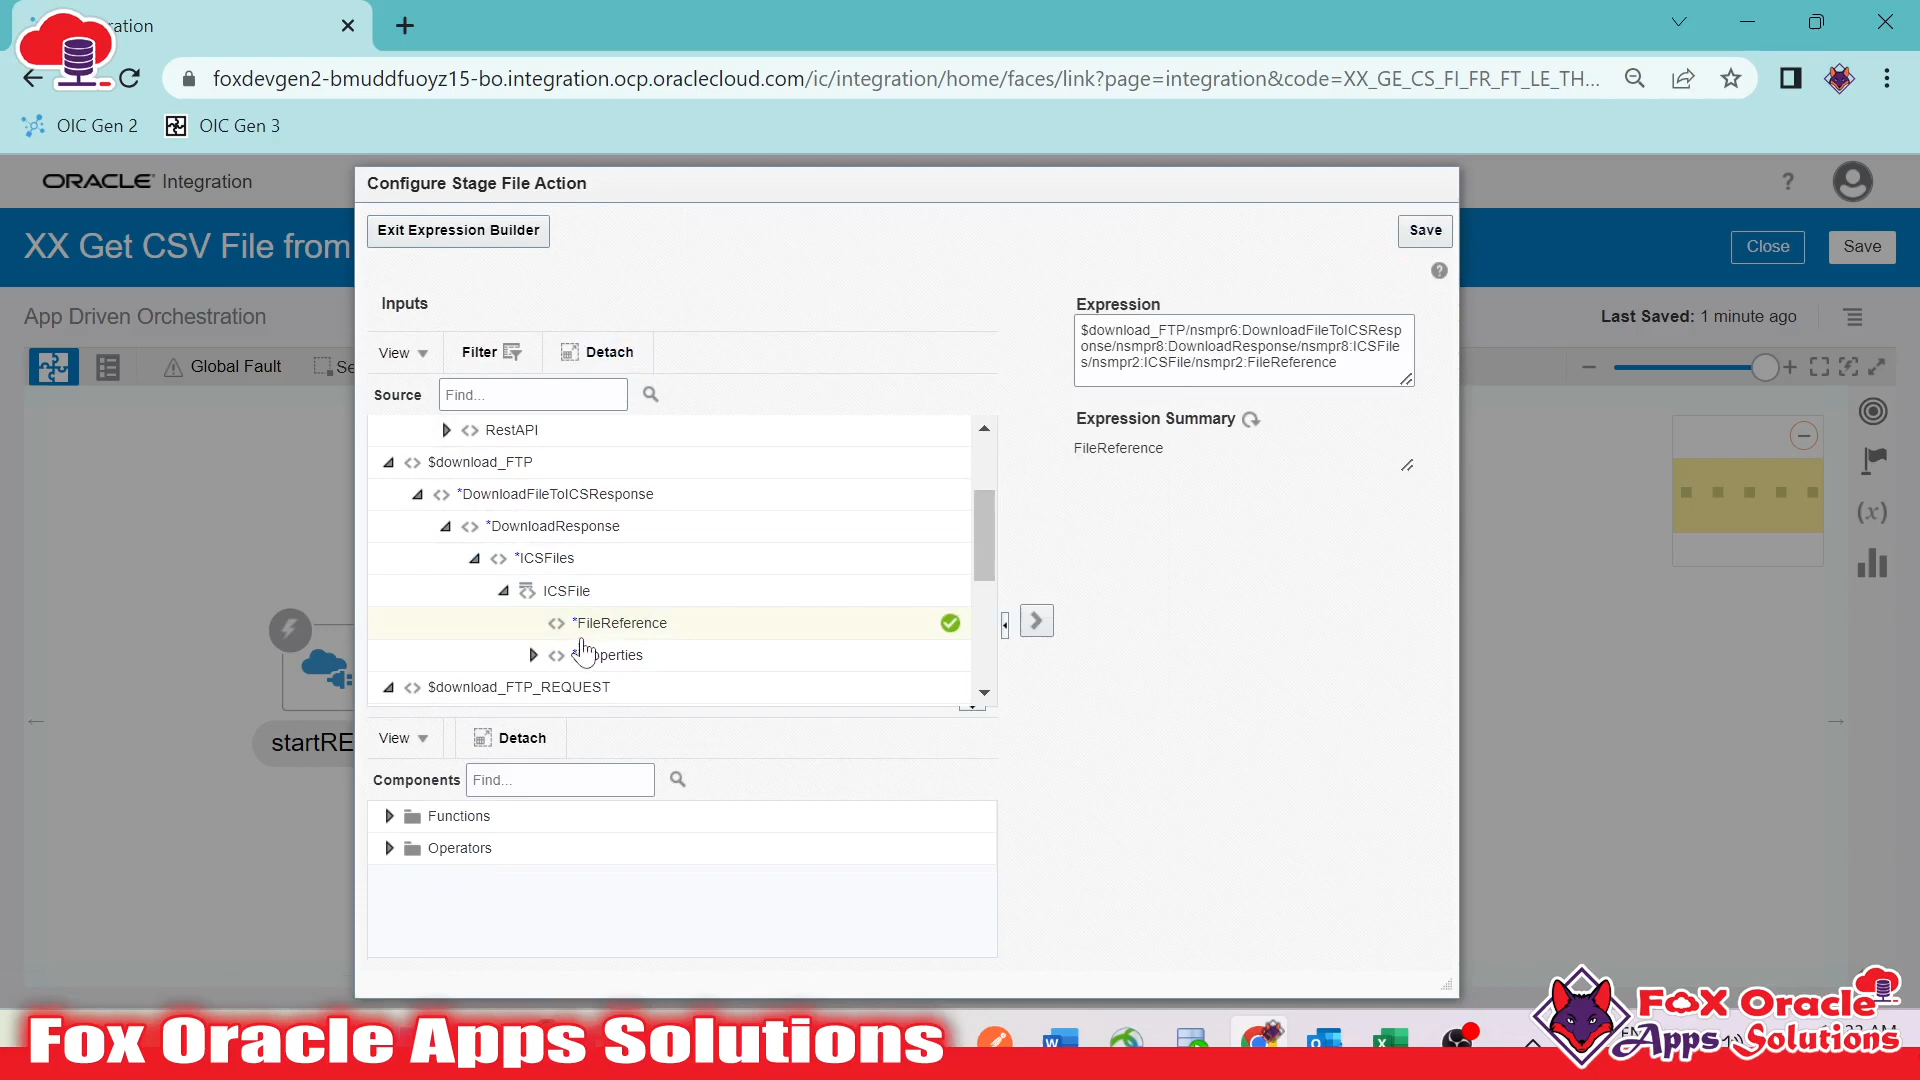 ration
foxdevgen2-bmuddfuoyz15-bo.integration.ocp.oraclecloud.com/ic/integration/home/faces/link?page=integration&code=XX_GE_CS_FI_FR_FT_LE_TH...
OIC Gen 2
OIC Gen 3
ORACLE Integration
Configure Stage File Action
Exit Expression Builder
Save
XX Get CSV File from
Close
Save
Inputs
Expression
$download_FTP/nsmpr6:DownloadFileToICSResp
onse/nsmpr8:DownloadResponse/nsmpr8:ICSFile
s/nsmpr2:ICSFile/nsmpr2:FileReference
App Driven Orchestration
Last Saved: 1 minute ago
View
Filter
Detach
Global Fault
Se
Source
Find...
Expression Summary
FileReference
RestAPI
$download_FTP
*DownloadFileToICSResponse
*DownloadResponse
*ICSFiles
ICSFile
*FileReference
operties
$download_FTP_REQUEST
startRE
View
Detach
Components
Find...
Functions
Operators
Fox Oracle Apps Solutions
FOX Oracle
Apps Solutions